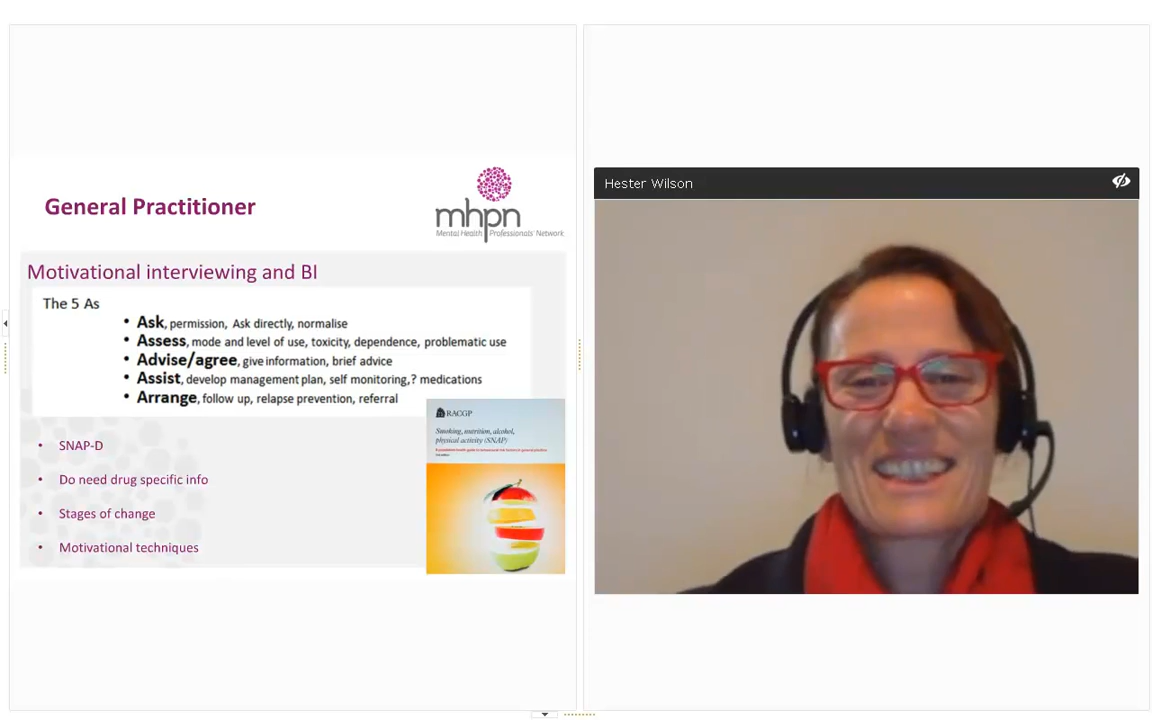 General Practitioner
mhpn
Mental Health Professionals' Network
Motivational interviewing and BI
The 5 As
• Ask, permission, Ask directly, normalise
• Assess, mode and level of use, toxicity, dependence, problematic use
• Advise/agree, give information, brief advice
• Assist, develop management plan, self monitoring,? medications
• Arrange, follow up, relapse prevention, referral
• SNAP-D
• Do need drug specific info
• Stages of change
• Motivational techniques
RACGP
Smoking, nutrition, alcohol,
physical activity (SNAP)
Hester Wilson